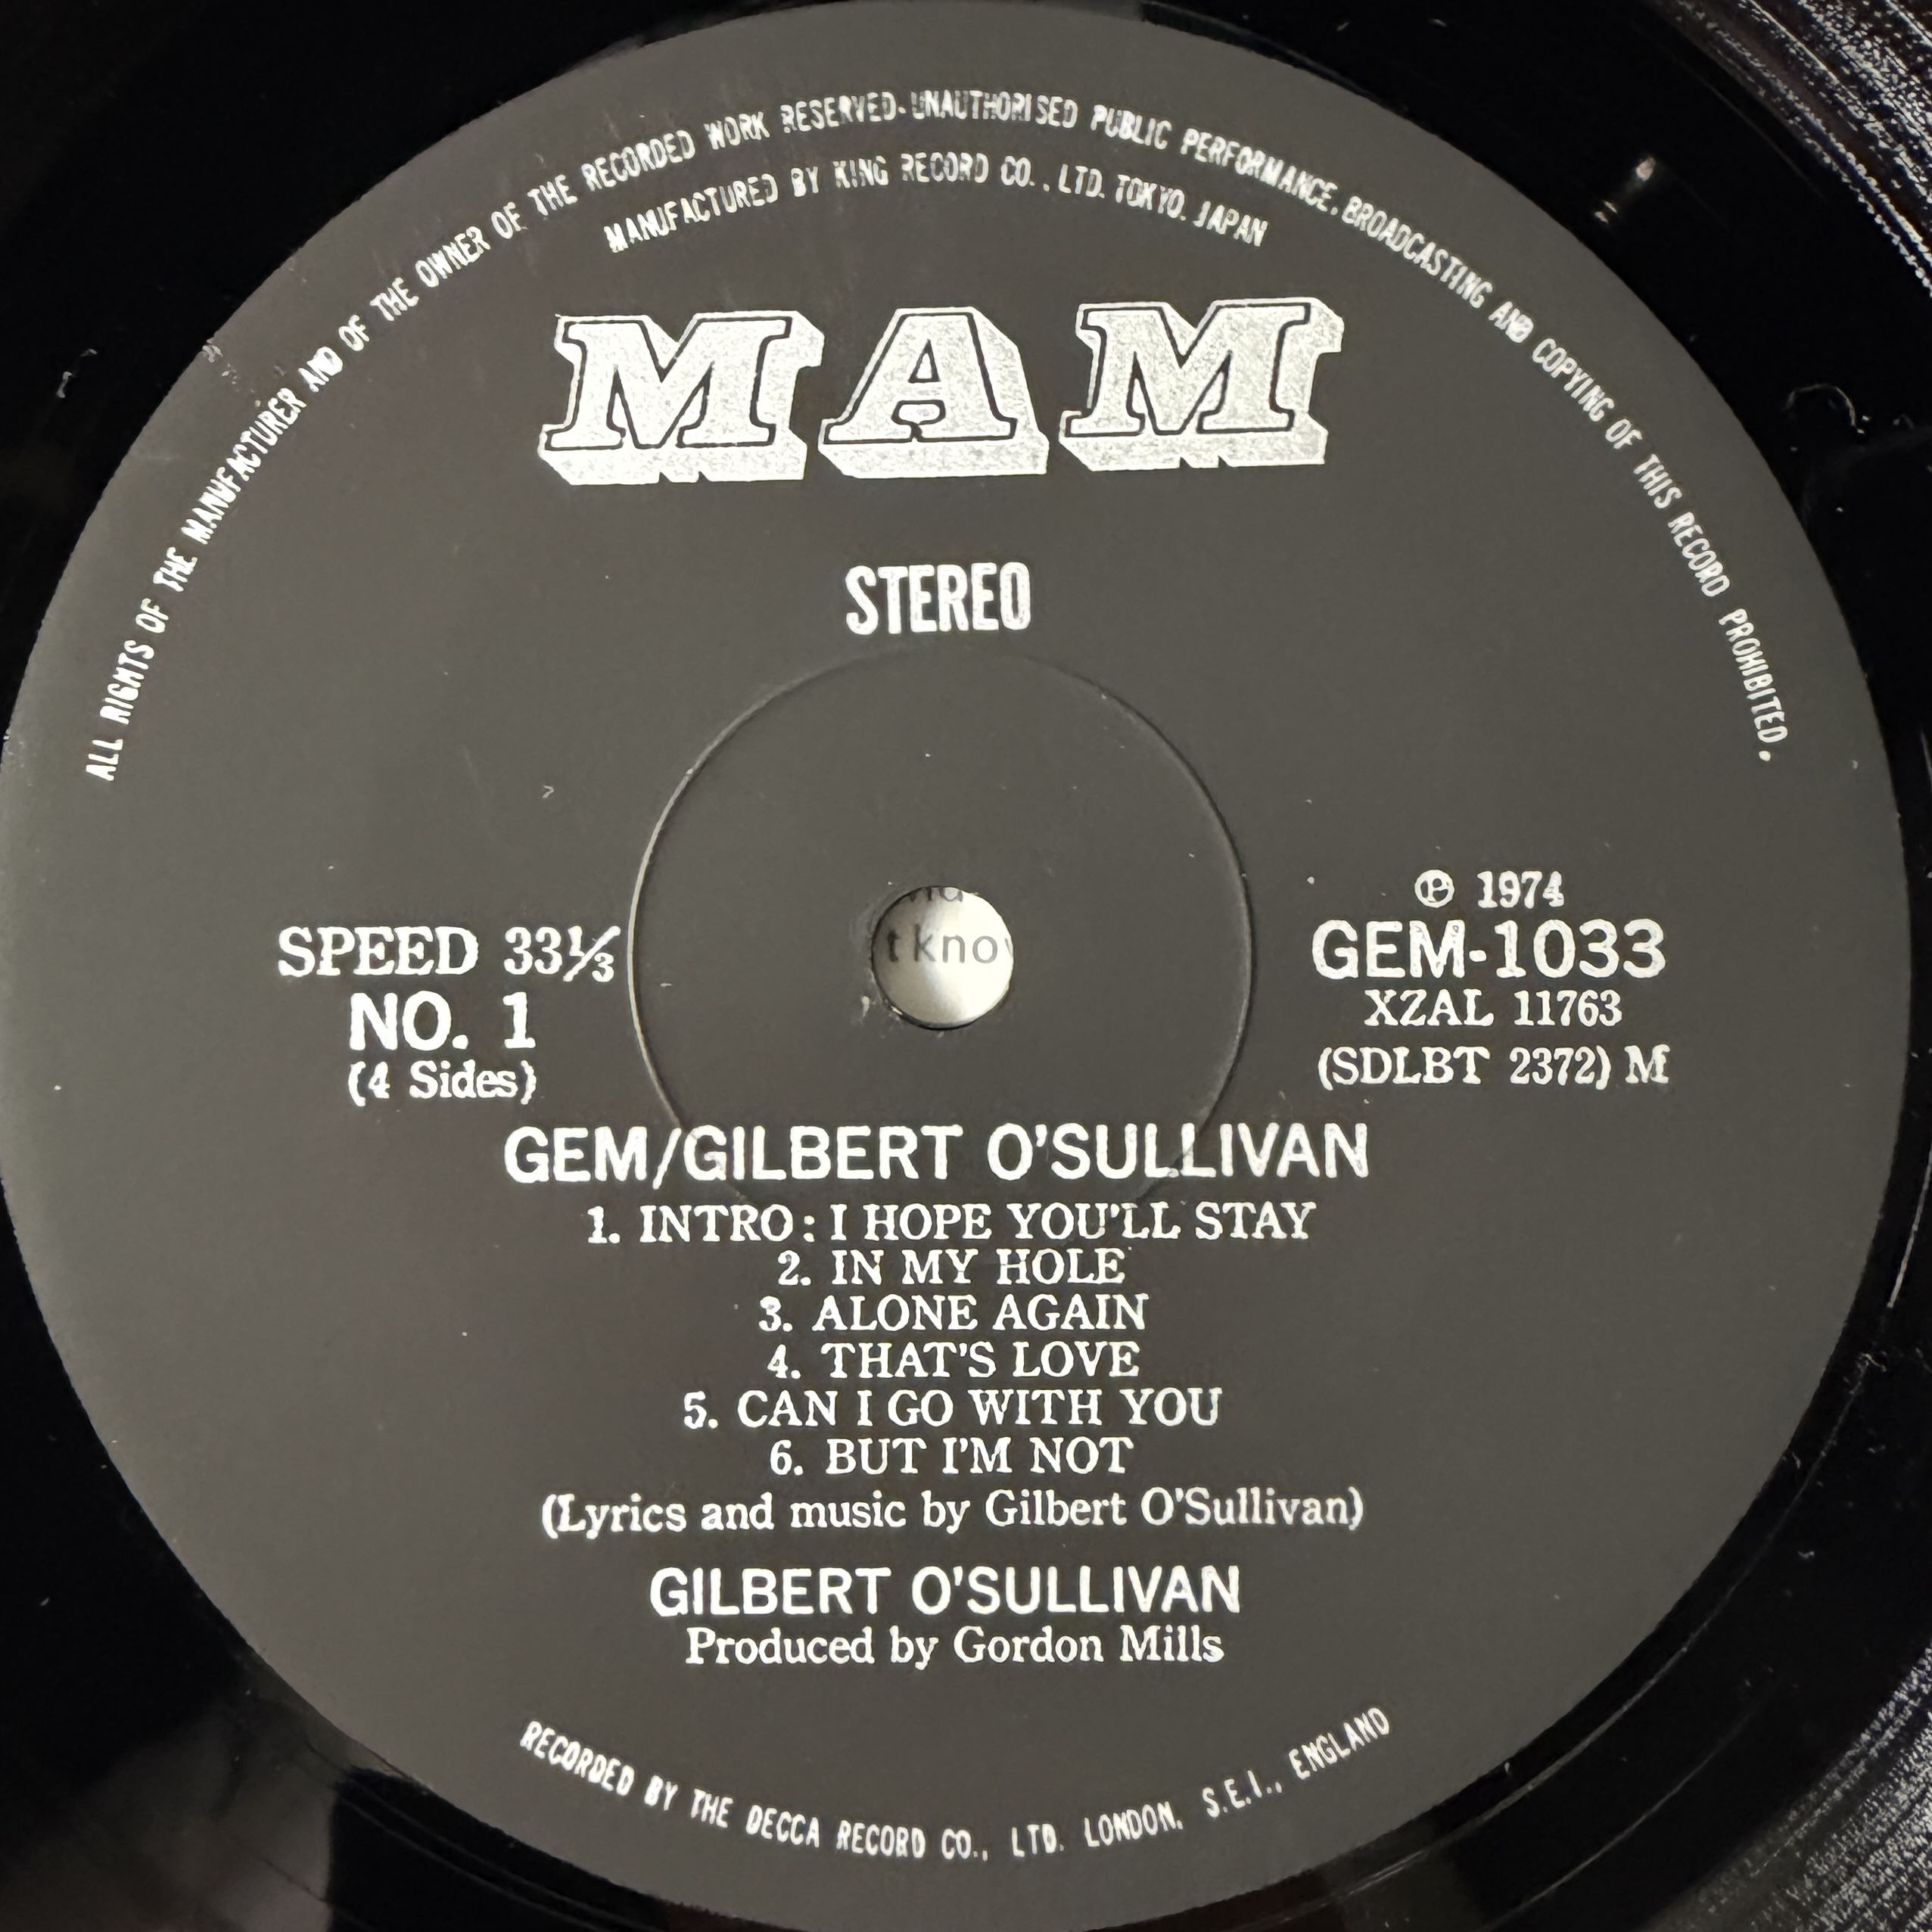 ALL RIGHTS OF THE MANUFACTURER AND OF THE OWNER OF THE RECORDED WORK RESERVED-UNAUTHORISED PUBLIC PERFORMANCE, BROADCASTING AND COPYING OF THIS RECORD PROHIBITED.
MANUFACTURED BY KING RECORD CO., LTD. TOKYO. JAPAN
MAM
STEREO
SPEED 33⅓
NO. 1
(4 Sides)
t kno
Ⓟ 1974
GEM-1033
XZAL 11763
(SDLBT 2372) M
GEM/GILBERT O'SULLIVAN
1. INTRO: I HOPE YOU'LL STAY
2. IN MY HOLE
3. ALONE AGAIN
4. THAT'S LOVE
5. CAN I GO WITH YOU
6. BUT I'M NOT
(Lyrics and music by Gilbert O'Sullivan)
GILBERT O'SULLIVAN
Produced by Gordon Mills
RECORDED BY THE DECCA RECORD CO., LTD. LONDON, S.E.I., ENGLAND